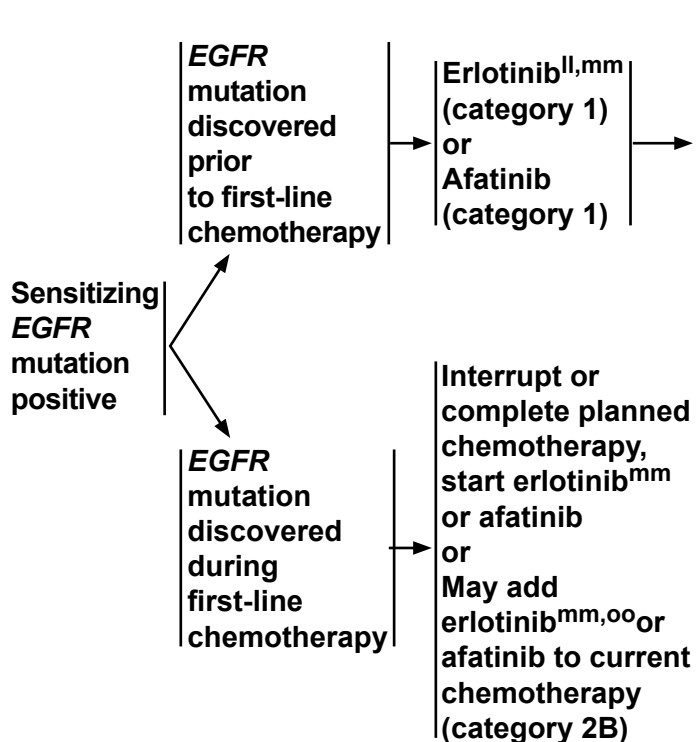 Sensitizing
EGFR
mutation
positive
EGFR
mutation
discovered
prior
to first-line
chemotherapy
Erlotinibll,mm
(category 1)
or
Afatinib
(category 1)
EGFR
mutation
discovered
during
first-line
chemotherapy
Interrupt or
complete planned
chemotherapy,
start erlotinibmm
or afatinib
or
May add
erlotinibmm,oo or
afatinib to current
chemotherapy
(category 2B)